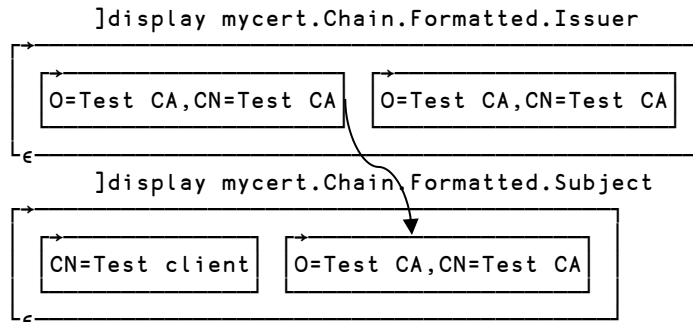 ]display mycert.Chain.Formatted.Issuer
O=Test CA,CN=Test CA O=Test CA,CN=Test CA
]display mycert.Chain.Formatted.Subject
CN=Test client O=Test CA,CN=Test CA